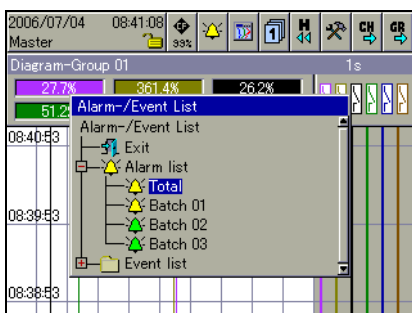 2006/07/04 08:41:08
Master 99%
CF
1
H
CH
GR
Diagram-Group 01 1s
27.7% 361.4% 26.2%
51.2
Alarm-/Event List
Alarm-/Event List
Exit
Alarm list
Total
Batch 01
Batch 02
Batch 03
Event list
08:40:53
08:39:53
08:38:53